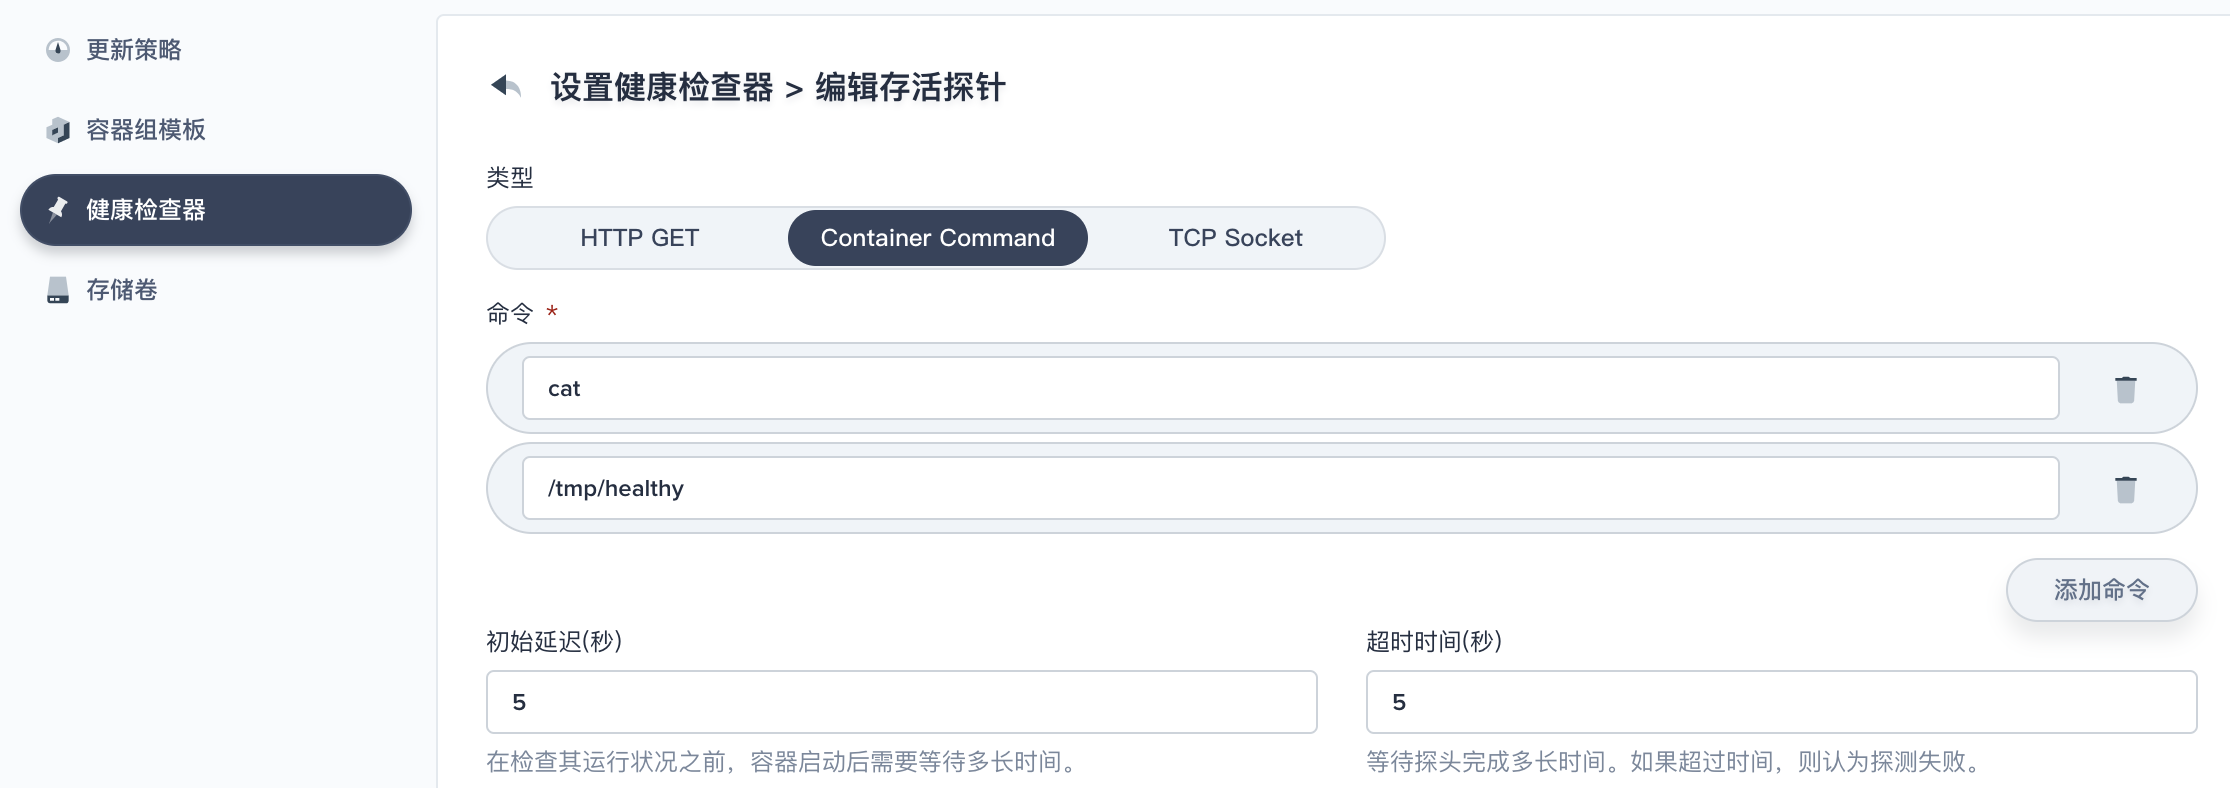 更新策略
容器组模板
健康检查器
存储卷
设置健康检查器 > 编辑存活探针
类型
HTTP GET
Container Command
TCP Socket
命令 *
cat
/tmp/healthy
添加命令
初始延迟(秒)
5
在检查其运行状况之前，容器启动后需要等待多长时间。
超时时间(秒)
5
等待探头完成多长时间。如果超过时间，则认为探测失败。